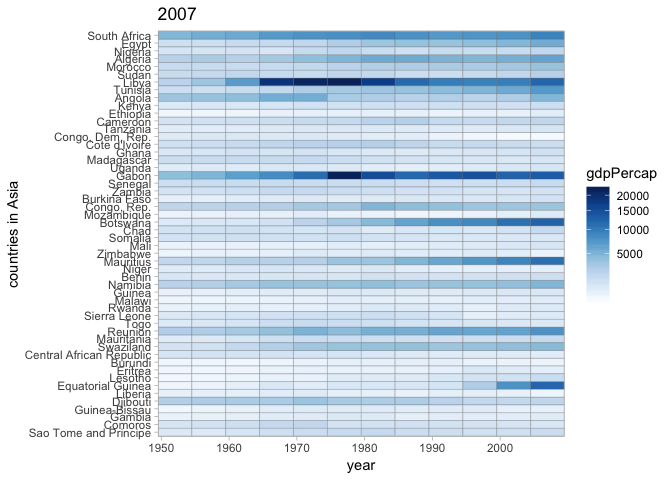 2007
countries in Asia
South Africa
Egypt
Nigeria
Algeria
Morocco
Sudan
Libya
Tunisia
Angola
Kenya
Ethiopia
Cameroon
Tanzania
Congo, Dem. Rep.
Cote d'Ivoire
Ghana
Madagascar
Uganda
Gabon
Senegal
Zambia
Burkina Faso
Congo, Rep.
Mozambique
Botswana
Chad
Somalia
Mali
Zimbabwe
Mauritius
Niger
Benin
Namibia
Guinea
Malawi
Rwanda
Sierra Leone
Togo
Reunion
Mauritania
Swaziland
Central African Republic
Burundi
Eritrea
Lesotho
Equatorial Guinea
Liberia
Djibouti
Guinea-Bissau
Gambia
Comoros
Sao Tome and Principe
1950 1960 1970 1980 1990 2000
year
gdpPercap
20000
15000
10000
5000